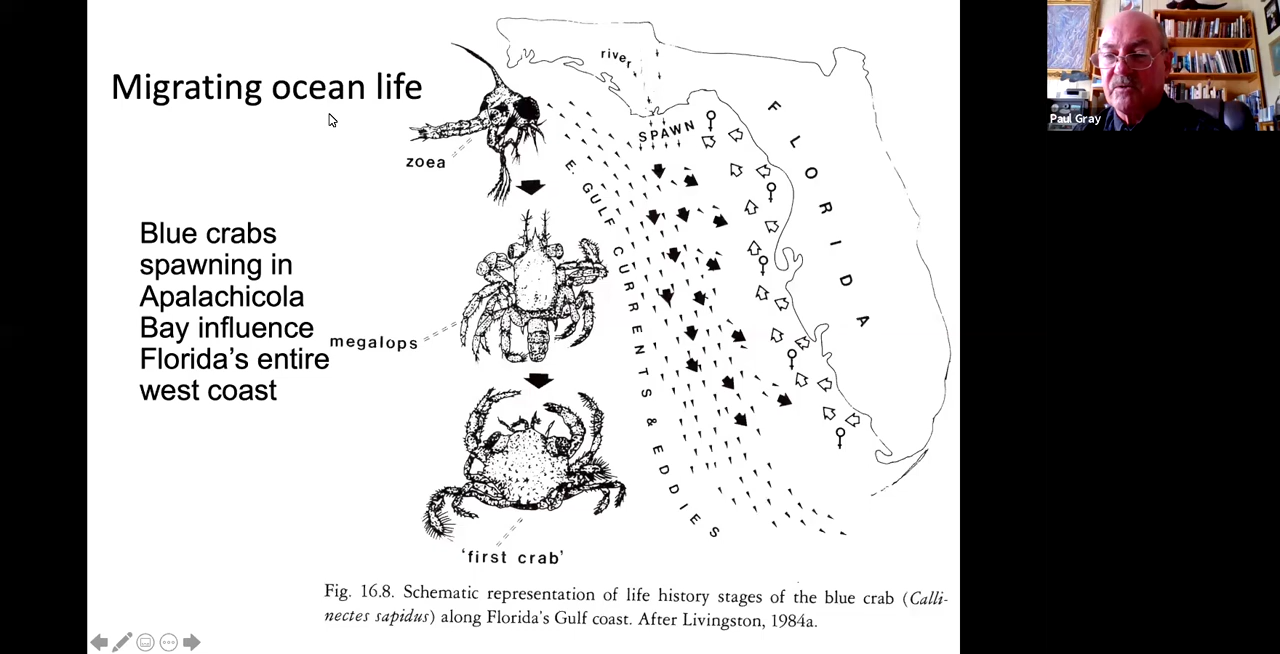 Migrating ocean life
Blue crabs
spawning in
Apalachicola
Bay influence
Florida's entire
west coast
zoea
megalops
'first crab'
river
SPAWN
E. GULF CURRENTS & EDDIES
FLORIDA
Fig. 16.8. Schematic representation of life history stages of the blue crab (Calli-
nectes sapidus) along Florida's Gulf coast. After Livingston, 1984a.
Paul Gray